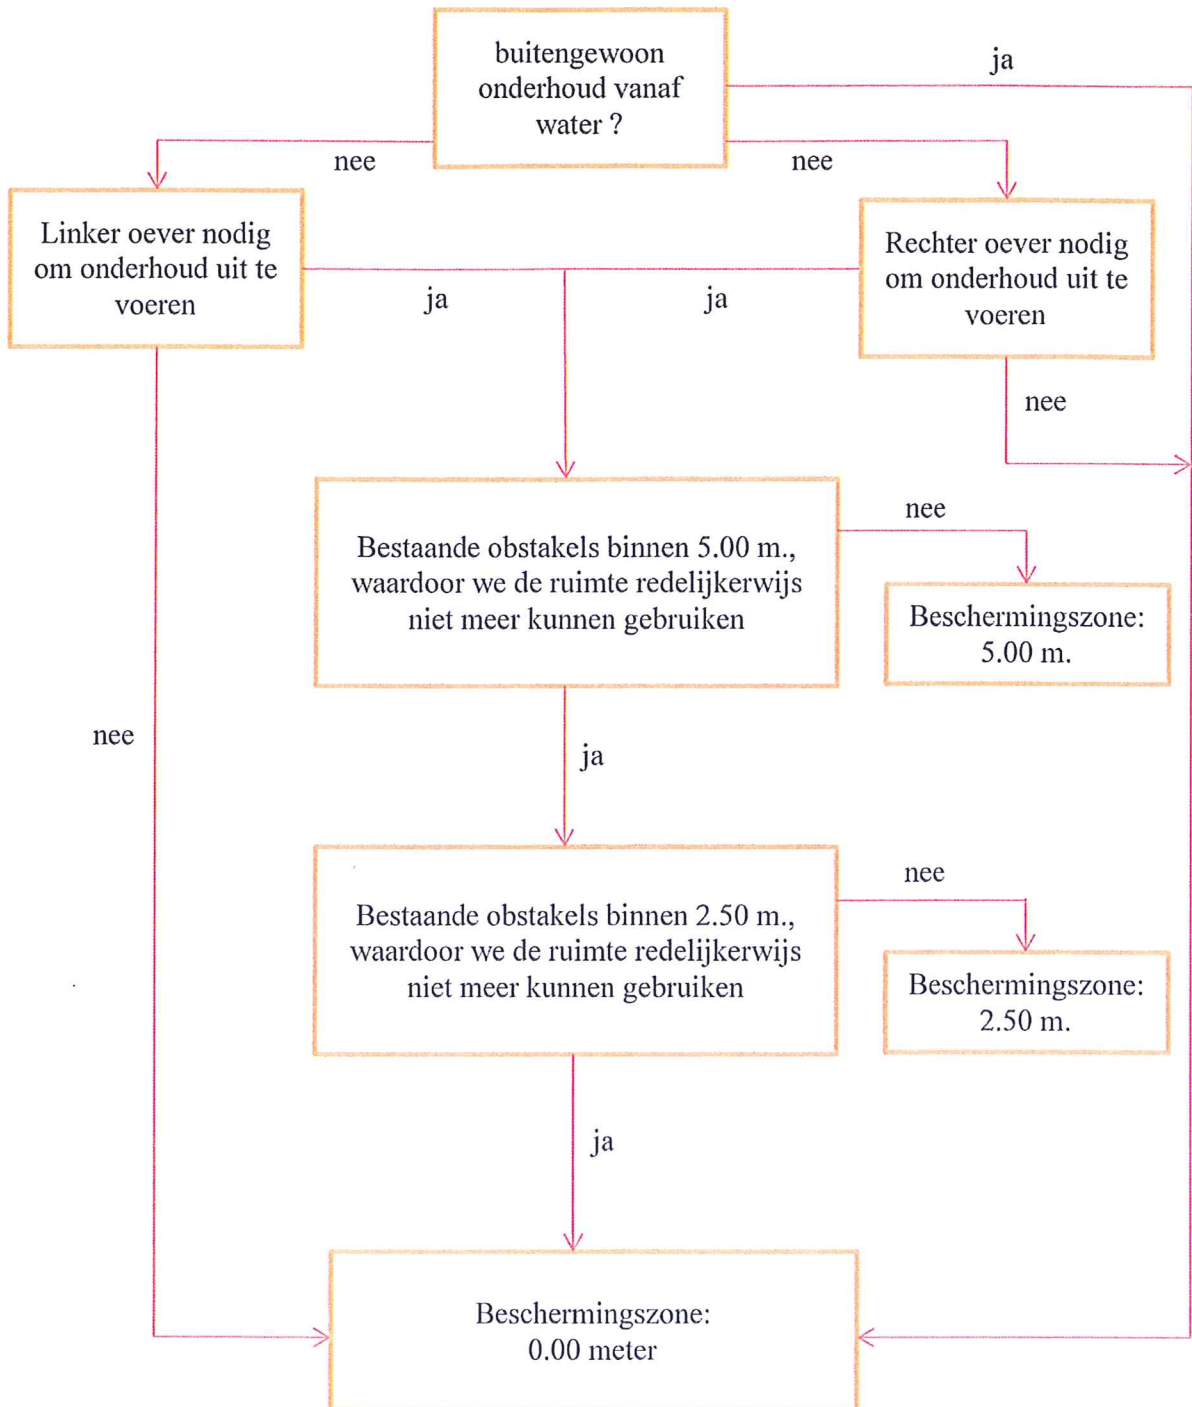 buitengewoon
onderhoud vanaf
water ?
ja
nee
nee
Linker oever nodig
om onderhoud uit te
voeren
Rechter oever nodig
om onderhoud uit te
voeren
ja
ja
nee
Bestaande obstakels binnen 5.00 m.,
waardoor we de ruimte redelijkerwijs
niet meer kunnen gebruiken
nee
Beschermingszone:
5.00 m.
nee
ja
Bestaande obstakels binnen 2.50 m.,
waardoor we de ruimte redelijkerwijs
niet meer kunnen gebruiken
nee
Beschermingszone:
2.50 m.
ja
Beschermingszone:
0.00 meter